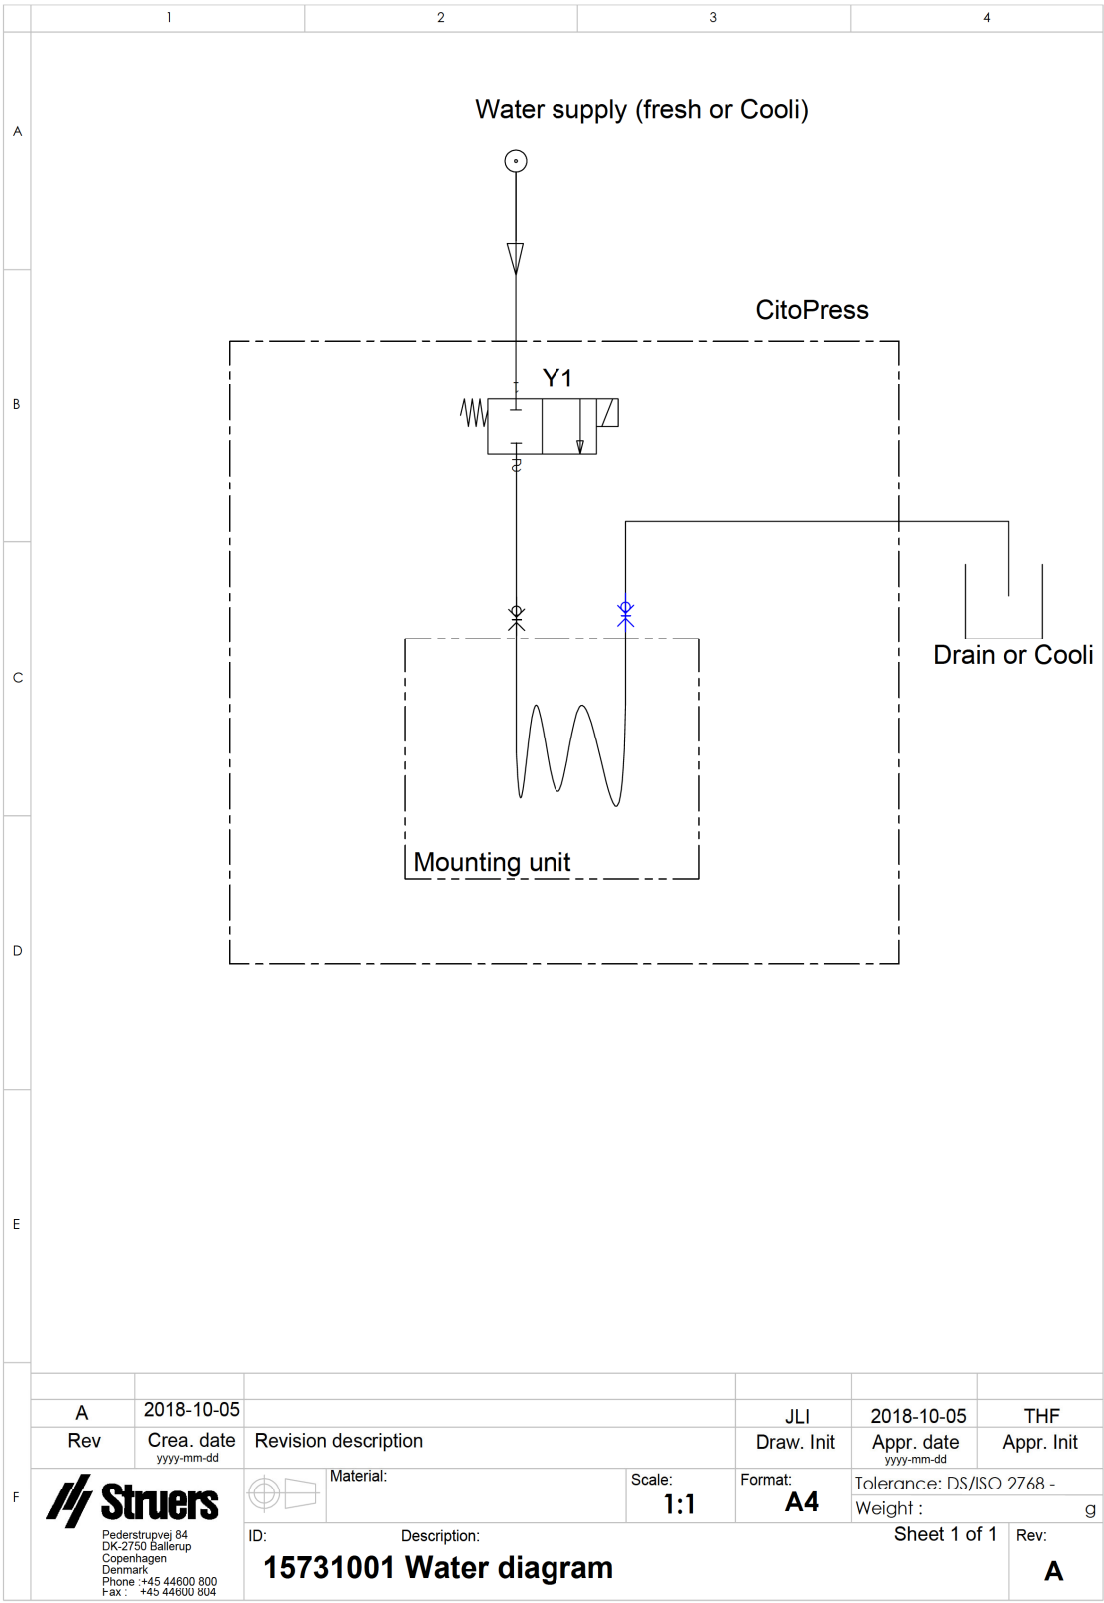 1 2 3 4
A
Water supply (fresh or Cooli)
CitoPress
B
Y1
1
2
C
Drain or Cooli
Mounting unit
D
E
A 2018-10-05 JLI 2018-10-05 THF
Rev Crea. date Revision description Draw. Init Appr. date Appr. Init
yyyy-mm-dd yyyy-mm-dd
F
Struers
Pederstrupvej 84
DK-2750 Ballerup
Copenhagen
Denmark
Phone :+45 44600 800
Fax : +45 44600 804
Material:
Scale:
1:1
Format:
A4
Tolerance: DS/ISO 2768 -
Weight : g
ID: Description:
15731001 Water diagram
Sheet 1 of 1
Rev:
A